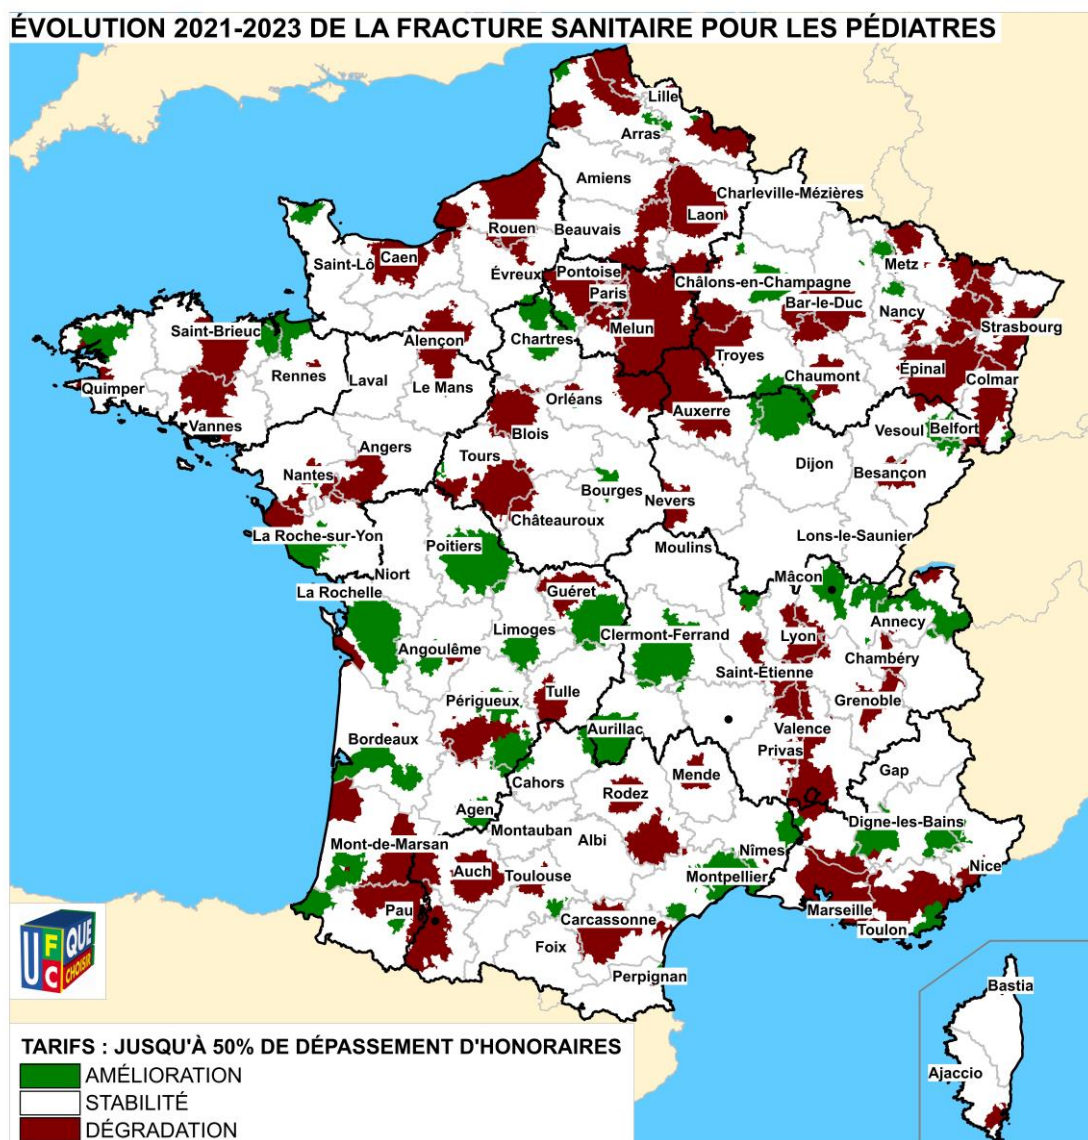 ÉVOLUTION 2021-2023 DE LA FRACTURE SANITAIRE POUR LES PÉDIATRES
Lille
Arras
Amiens
Charleville-Mézières
Laon
Rouen
Beauvais
Saint-Lô
Caen
Évreux
Pontoise
Paris
Châlons-en-Champagne
Metz
Bar-le-Duc
Nancy
Strasbourg
Saint-Brieuc
Alençon
Chartres
Melun
Troyes
Épinal
Quimper
Rennes
Laval
Le Mans
Orléans
Chaumont
Colmar
Vannes
Auxerre
Blois
Vesoul
Belfort
Angers
Tours
Dijon
Besançon
Nantes
Bourges
Nevers
Châteauroux
La Roche-sur-Yon
Poitiers
Lons-le-Saunier
Moulins
Niort
Mâcon
La Rochelle
Guéret
Annecy
Limoges
Clermont-Ferrand
Lyon
Angoulême
Chambéry
Saint-Étienne
Périgueux
Tulle
Grenoble
Bordeaux
Aurillac
Valence
Privas
Cahors
Mende
Gap
Rodez
Agen
Montauban
Digne-les-Bains
Mont-de-Marsan
Albi
Nîmes
Auch
Toulouse
Montpellier
Nice
Pau
Carcassonne
Marseille
Toulon
Foix
Perpignan
Bastia
Ajaccio
UFC
QUE
CHOISIR
TARIFS : JUSQU'À 50% DE DÉPASSEMENT D'HONORAIRES
AMÉLIORATION
STABILITÉ
DÉGRADATION